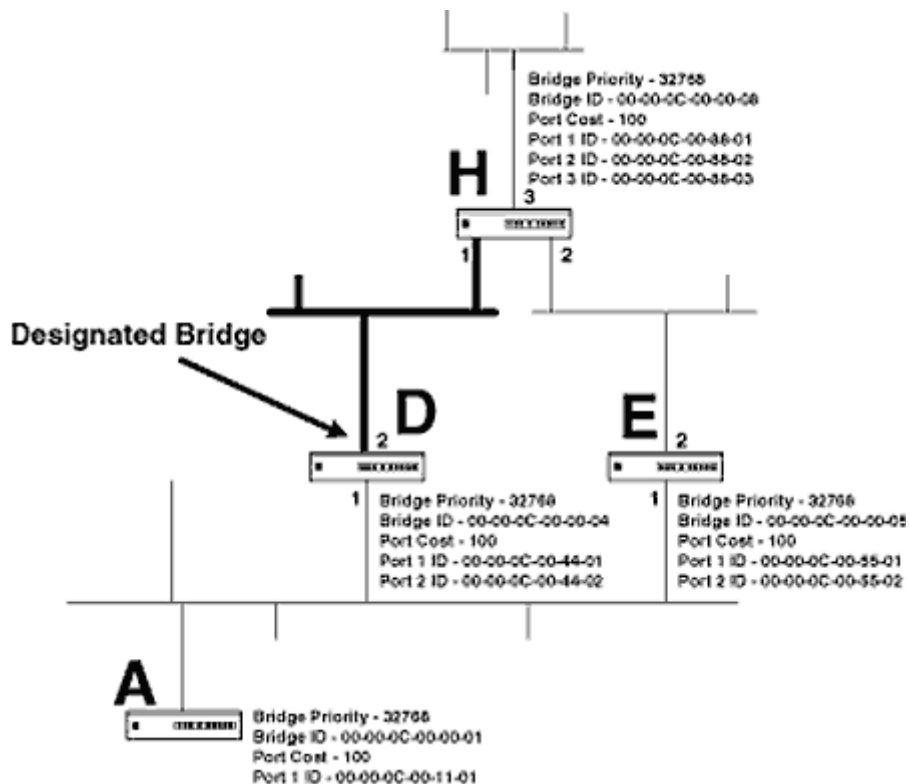 Bridge Priority - 32768
Bridge ID - 00-00-0C-00-00-08
Port Cost - 100
Port 1 ID - 00-00-0C-00-88-01
Port 2 ID - 00-00-0C-00-88-02
Port 3 ID - 00-00-0C-00-88-03
H
3
1
2
Designated Bridge
D
2
E
2
1
Bridge Priority - 32768
Bridge ID - 00-00-0C-00-00-04
Port Cost - 100
Port 1 ID - 00-00-0C-00-44-01
Port 2 ID - 00-00-0C-00-44-02
1
Bridge Priority - 32768
Bridge ID - 00-00-0C-00-00-05
Port Cost - 100
Port 1 ID - 00-00-0C-00-55-01
Port 2 ID - 00-00-0C-00-55-02
A
Bridge Priority - 32768
Bridge ID - 00-00-0C-00-00-01
Port Cost - 100
Port 1 ID - 00-00-0C-00-11-01